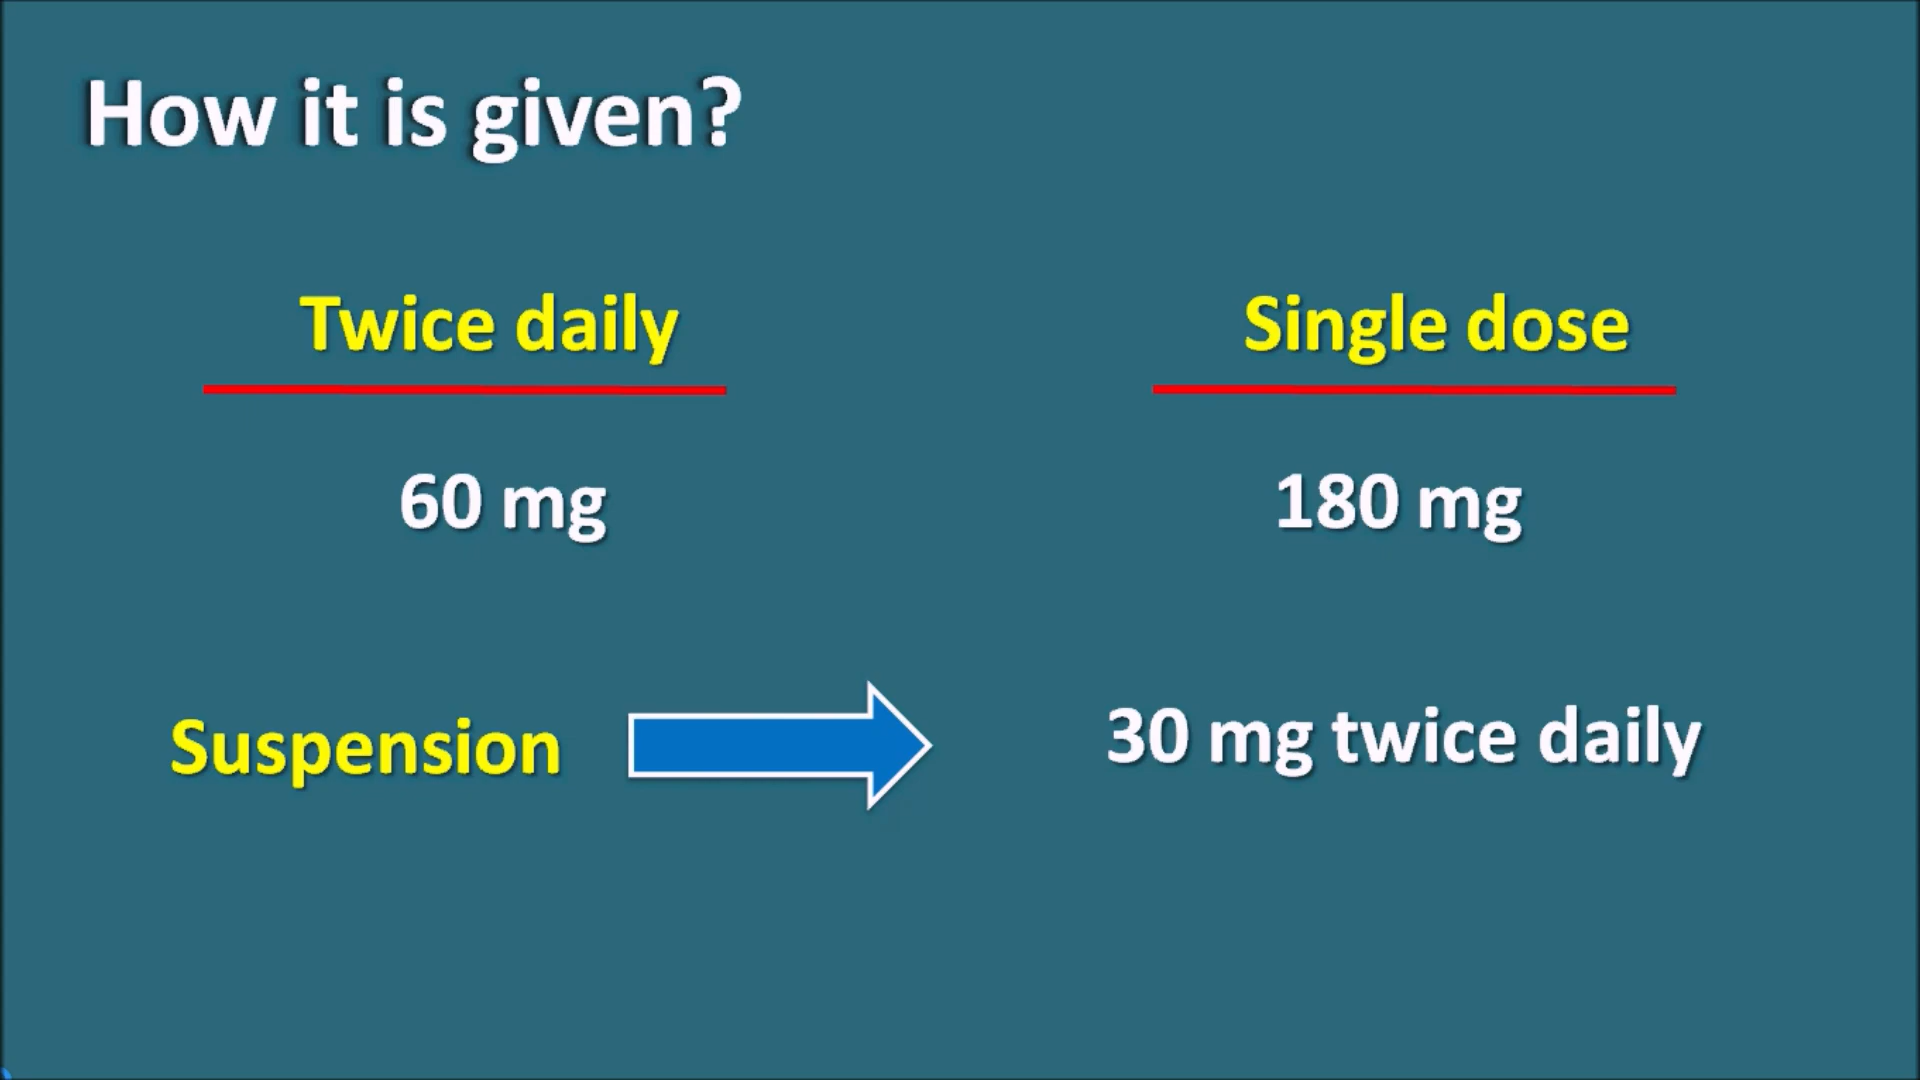 How it is given?
Twice daily
Single dose
60 mg
180 mg
Suspension
30 mg twice daily